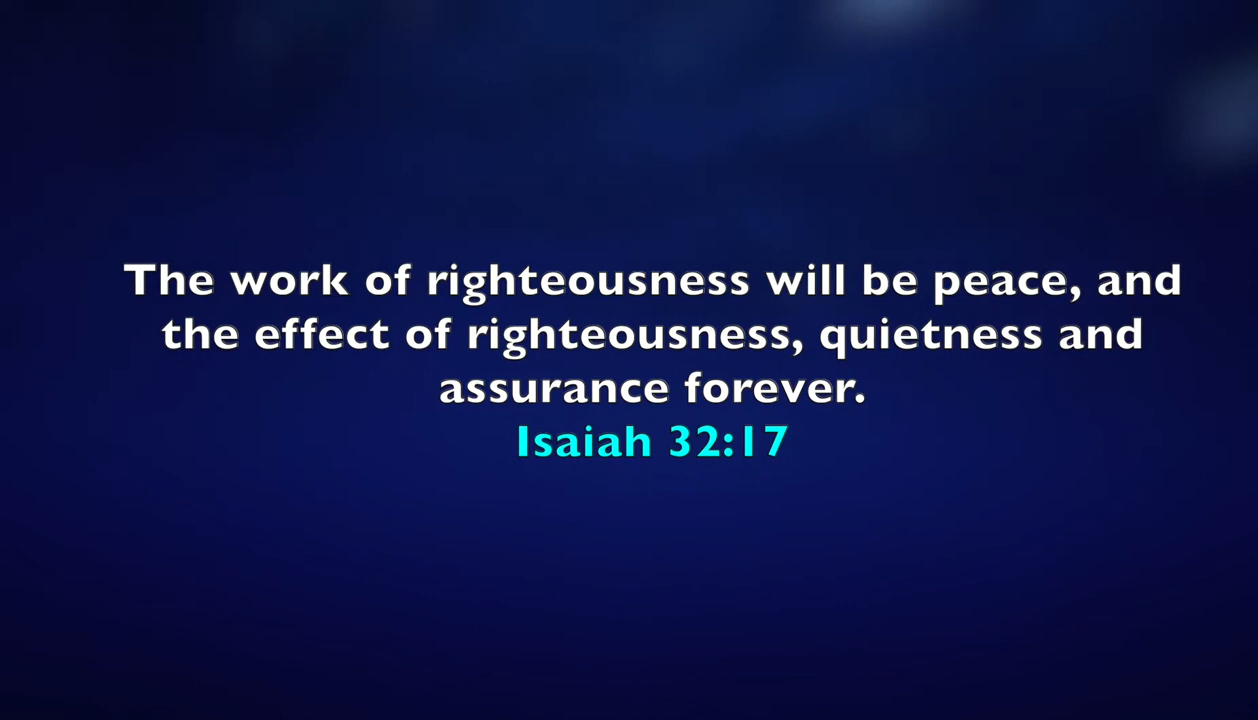 The work of righteousness will be peace, and
the effect of righteousness, quietness and
assurance forever.
Isaiah 32:17